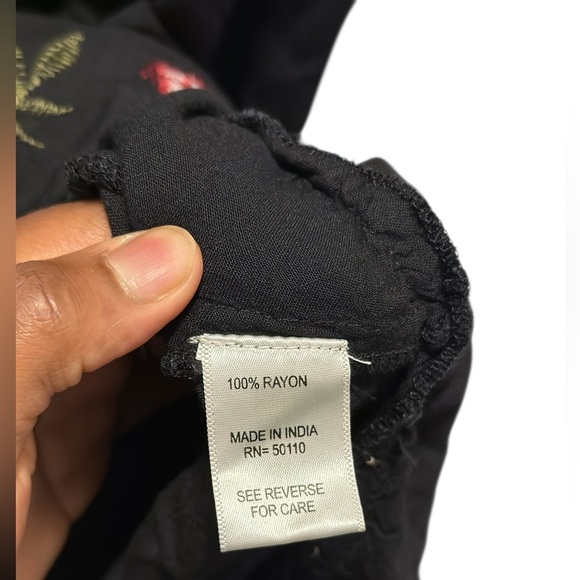 100% RAYON
MADE IN INDIA
RN= 50110
SEE REVERSE
FOR CARE